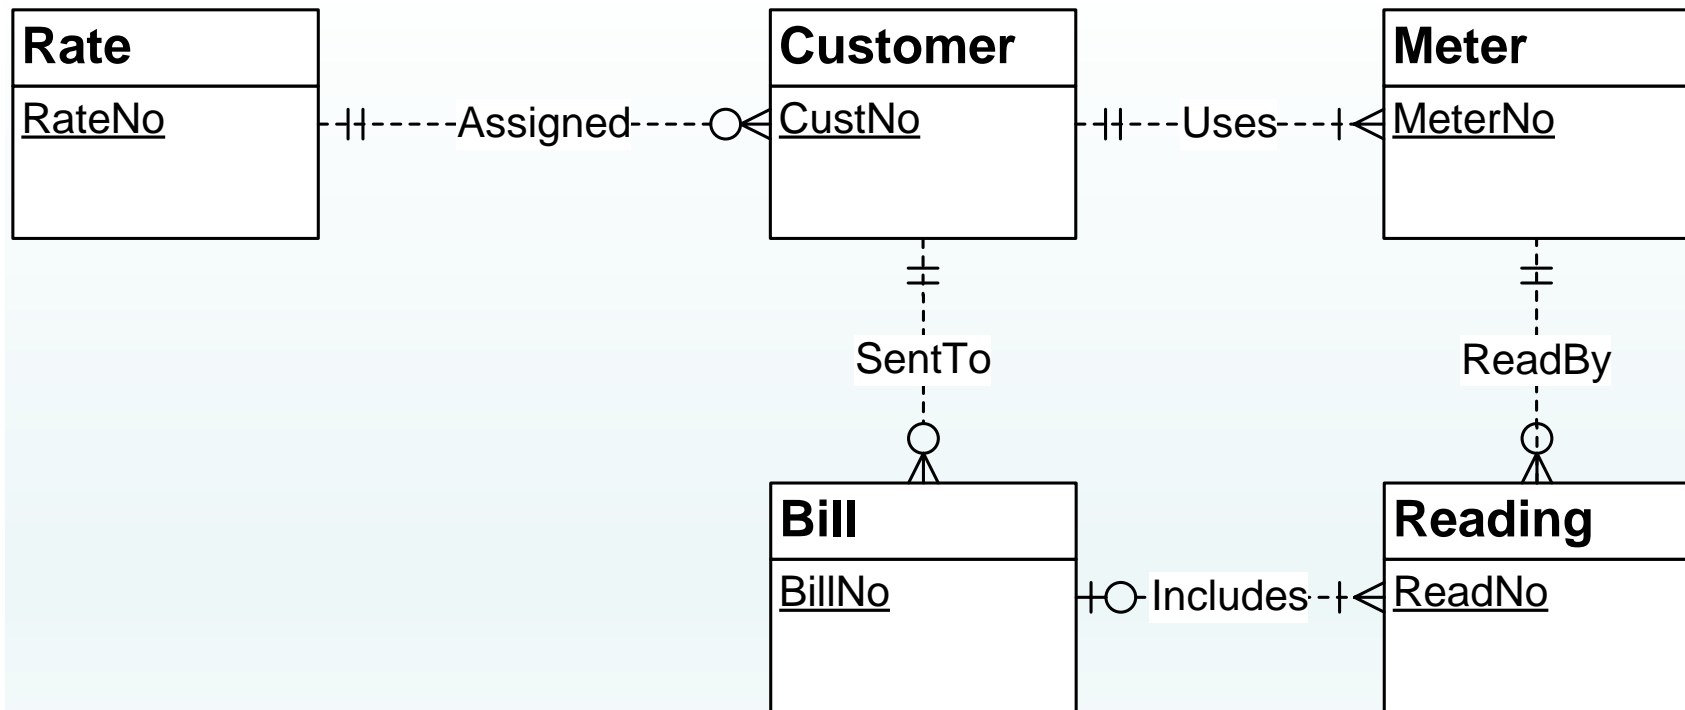 Rate
RateNo
Assigned
Customer
CustNo
Uses
Meter
MeterNo
SentTo
ReadBy
Bill
BillNo
Includes
Reading
ReadNo